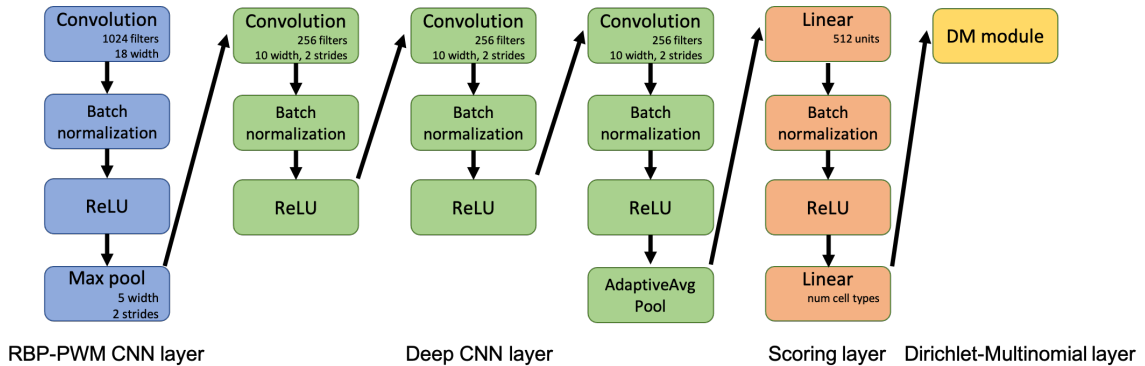 Convolution
1024 filters
18 width
Batch
normalization
ReLU
Max pool
5 width
2 strides
RBP-PWM CNN layer
Convolution
256 filters
10 width, 2 strides
Batch
normalization
ReLU
Convolution
256 filters
10 width, 2 strides
Batch
normalization
ReLU
Convolution
256 filters
10 width, 2 strides
Batch
normalization
ReLU
AdaptiveAvg
Pool
Deep CNN layer
Linear
512 units
Batch
normalization
ReLU
Linear
num cell types
Scoring layer
DM module
Dirichlet-Multinomial layer